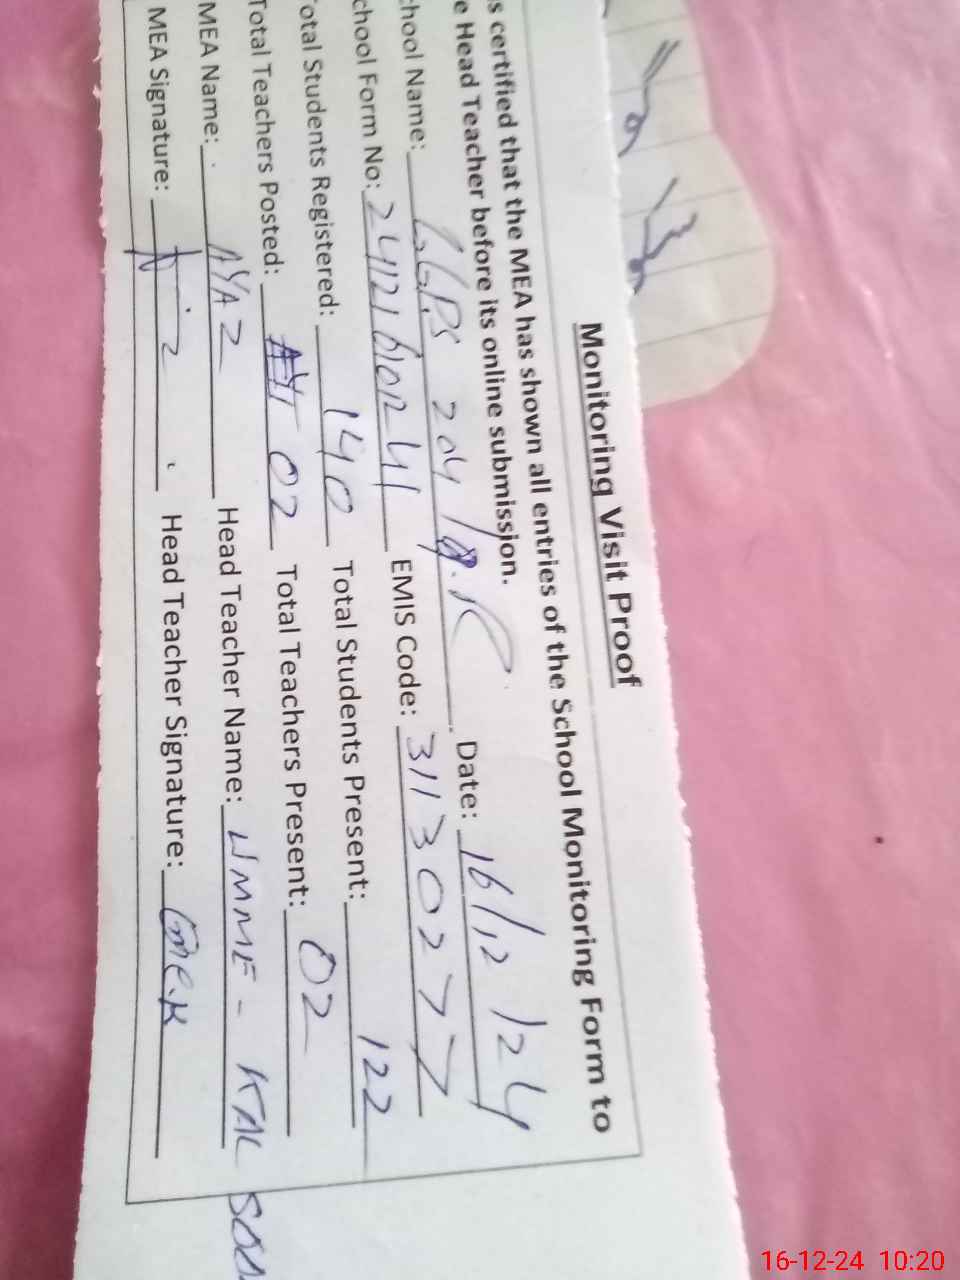 Monitoring Visit Proof
s certified that the MEA has shown all entries of the School Monitoring Form to
e Head Teacher before its online submission.
chool Name: GGPS 204/9.R Date: 16/12/24
chool Form No: 24121 EMIS Code: 31130277
otal Students Registered: 140 Total Students Present: 122
Total Teachers Posted: 02 Total Teachers Present: 02
MEA Name: AYAZ Head Teacher Name: UMME-
MEA Signature: Head Teacher Signature:
16-12-24 10:20